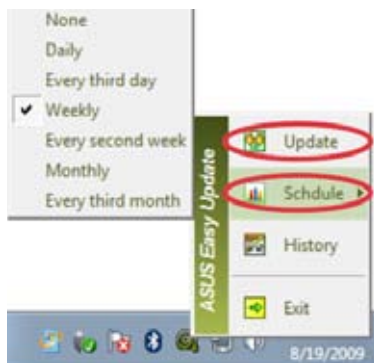 None
Daily
Every third day
Weekly
Every second week
Monthly
Every third month
ASUS Easy Update
Update
Schdule
History
Exit
8/19/2009